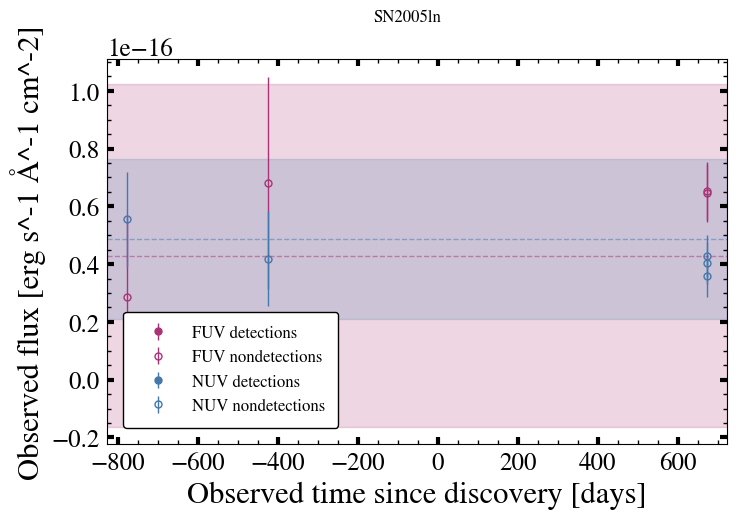 SN2005ln
1e−16
Observed flux [erg s^-1 Å^-1 cm^-2]
1.0
0.8
0.6
0.4
0.2
0.0
−0.2
FUV detections
FUV nondetections
NUV detections
NUV nondetections
−800 −600 −400 −200 0 200 400 600
Observed time since discovery [days]